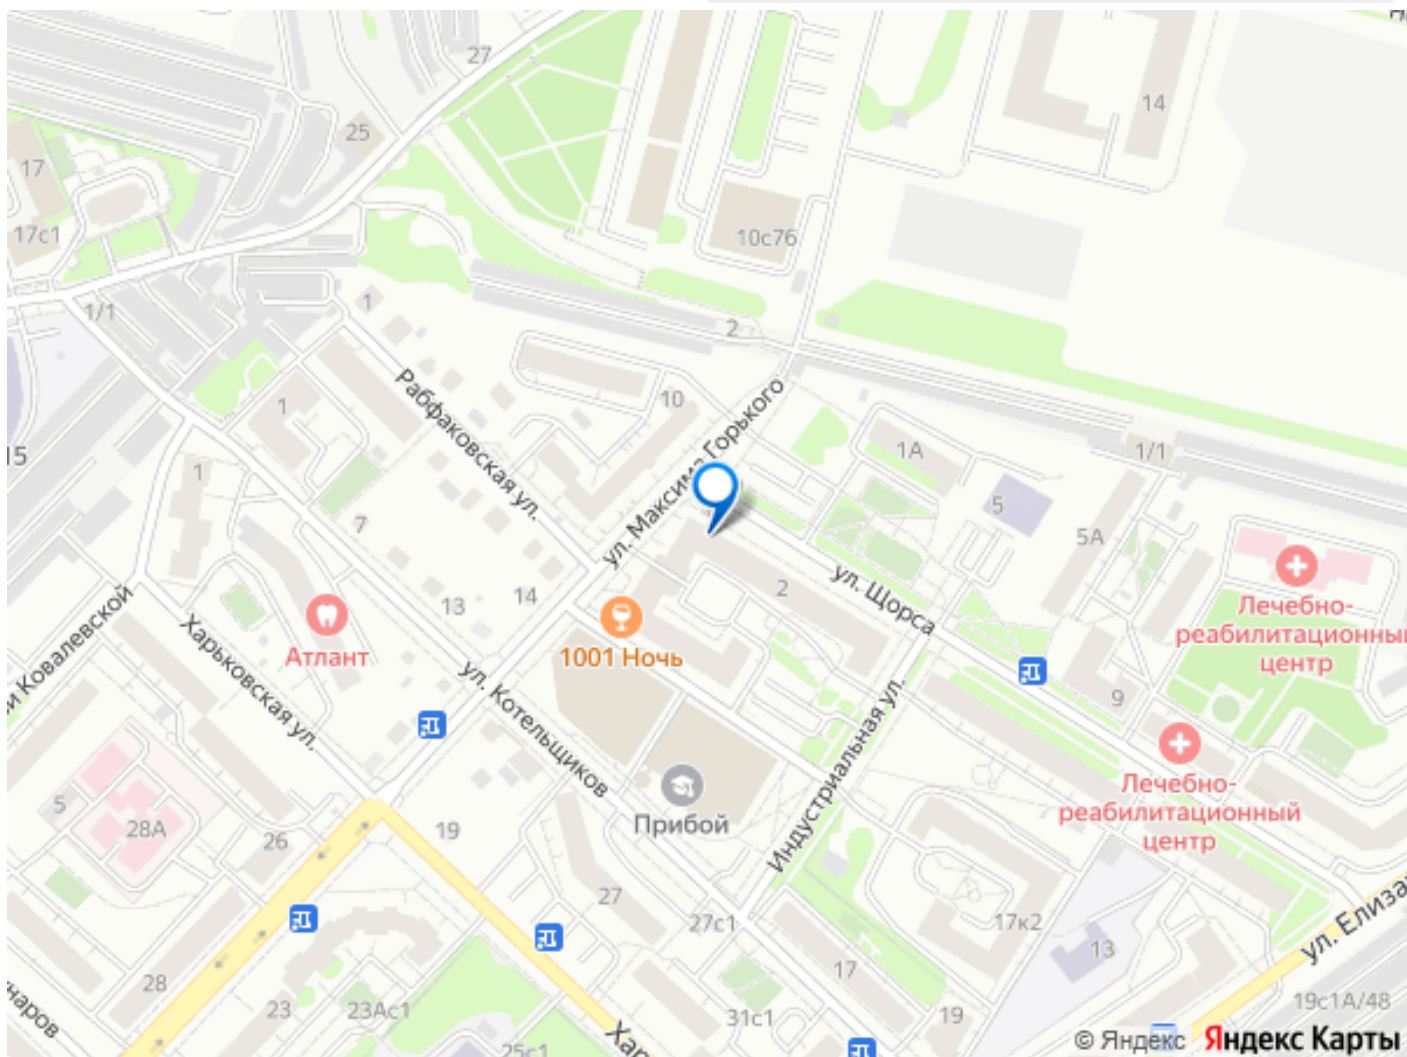 27
14
25
17
17с1
10с76
1
1/1
2
Рабфаковская ул.
10
ул. Максима Горького
1
1А
1/1
15
1
5
7
5А
2
ул. Щорса
14
13
Лечебно-
реабилитационный
центр
Атлант
1001 Ночь
и Ковалевской
Харьковская ул.
ул. Котельщиков
9
Индустриальная ул.
Лечебно-
реабилитационный
центр
5
28А
26
19
Прибой
27
27с1
17к2
13
ул. Елиза
28
23
23Ас1
17
31с1
19
19с1А/48
наров
25с1
Хар
© Яндекс Яндекс Карты